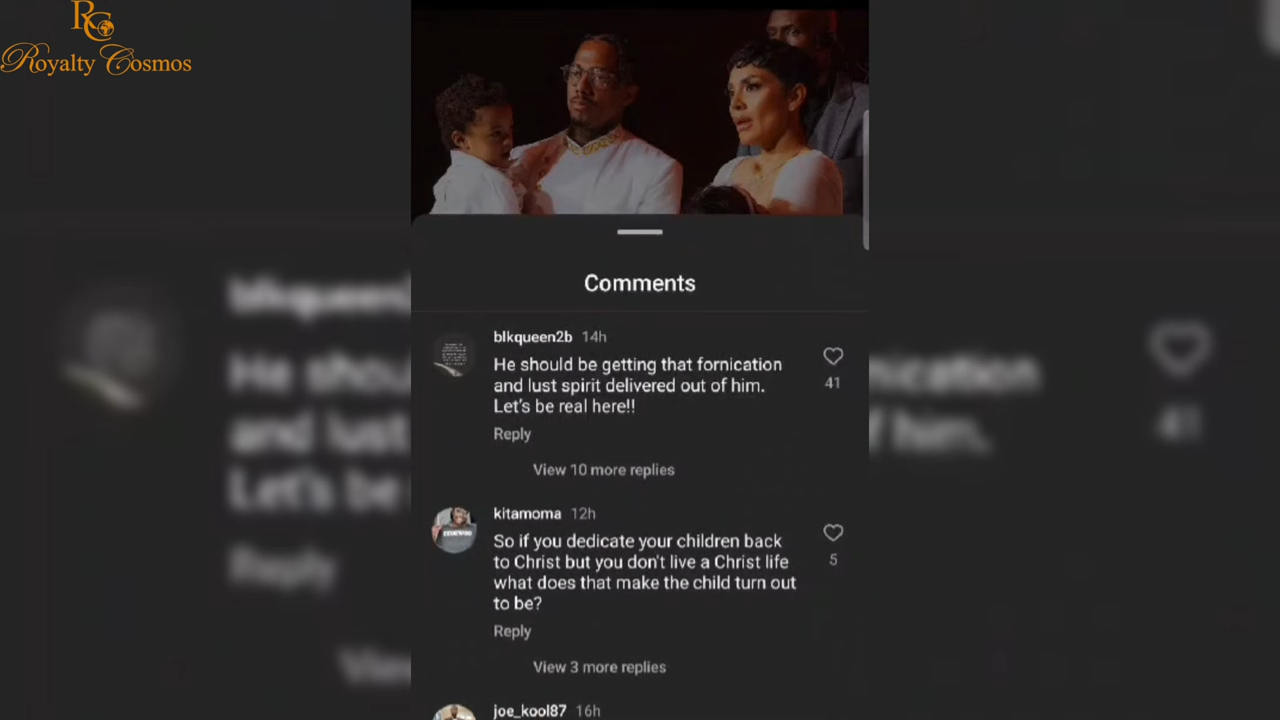 RC
Royalty Cosmos
Comments
blkqueen2b 14h
He should be getting that fornication
and lust spirit delivered out of him.
Let's be real here!!
41
Reply
View 10 more replies
kitamoma 12h
So if you dedicate your children back
to Christ but you don't live a Christ life
what does that make the child turn out
to be?
5
Reply
View 3 more replies
joe_kool87 16h